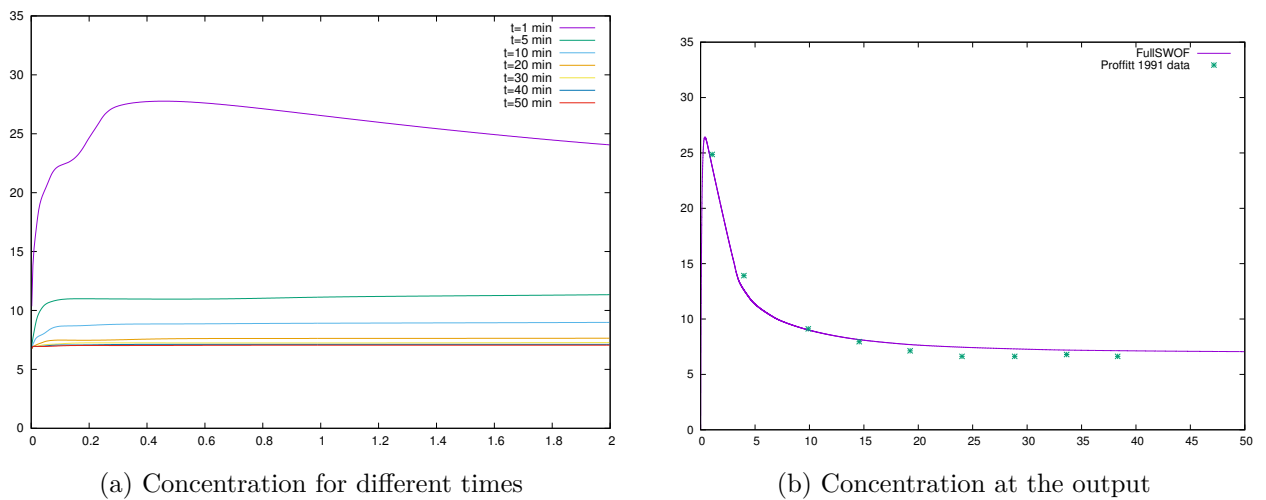 35
30
25
20
15
10
5
0
0 0.2 0.4 0.6 0.8 1 1.2 1.4 1.6 1.8 2
t=1 min
t=5 min
t=10 min
t=20 min
t=30 min
t=40 min
t=50 min
(a) Concentration for different times
35
30
25
20
15
10
5
0
0 5 10 15 20 25 30 35 40 45 50
FullSWOF
Proffitt 1991 data
(b) Concentration at the output